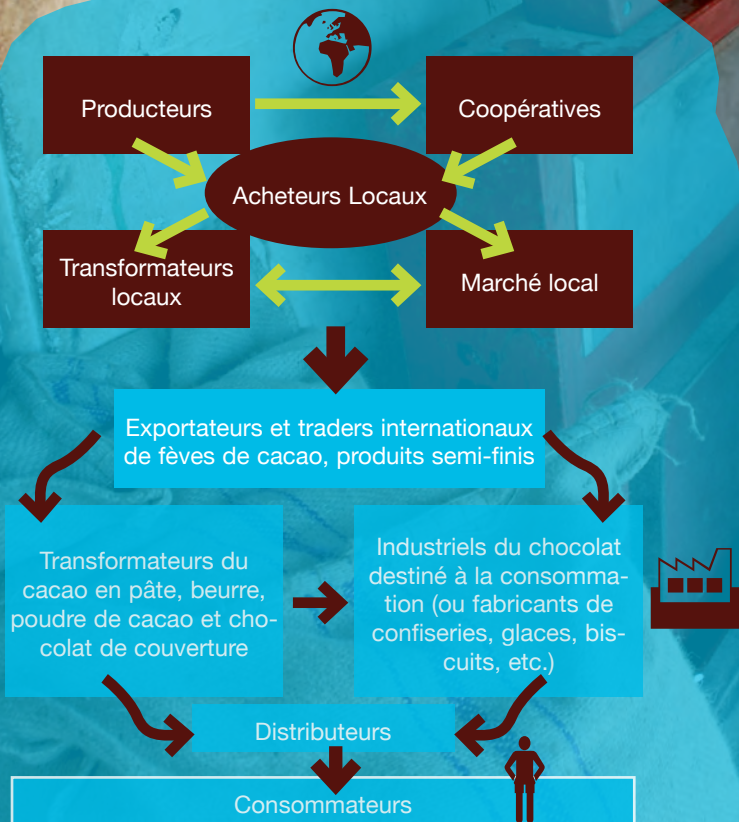 Producteurs
Coopératives
Acheteurs Locaux
Transformateurs
locaux
Marché local
Exportateurs et traders internationaux
de fèves de cacao, produits semi-finis
Transformateurs du
cacao en pâte, beurre,
poudre de cacao et cho-
colat de couverture
Industriels du chocolat
destiné à la consomma-
tion (ou fabricants de
confiseries, glaces, bis-
cuits, etc.)
Distributeurs
Consommateurs